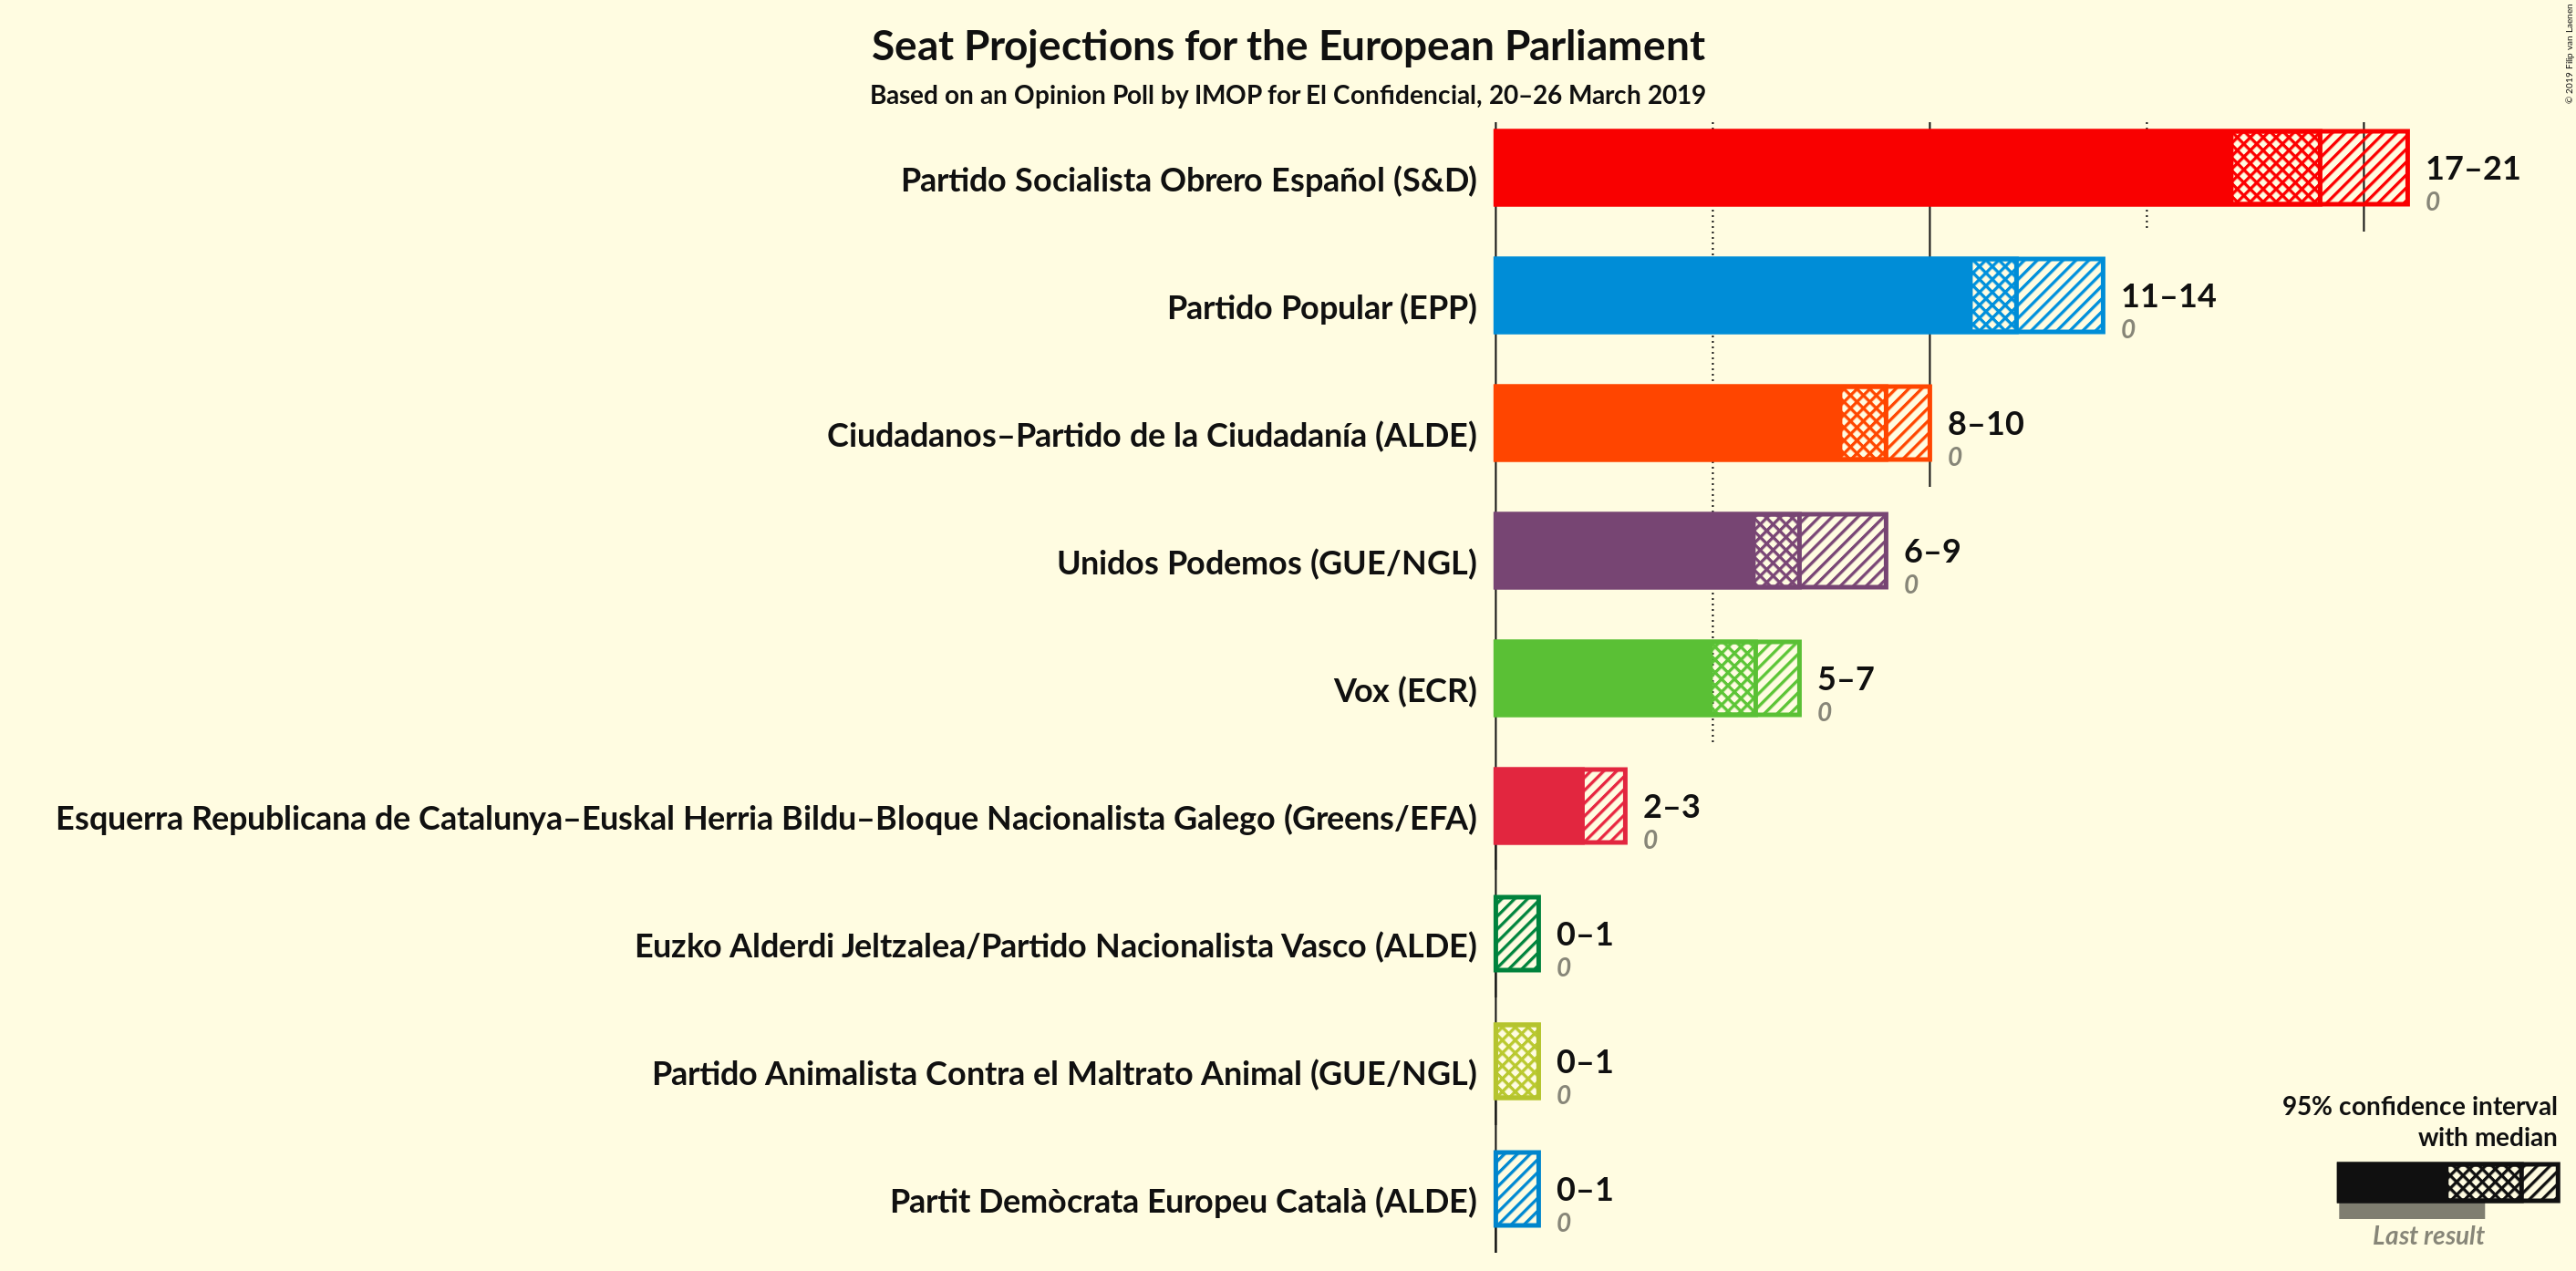 Seat Projections for the European Parliament
Based on an Opinion Poll by IMOP for El Confidencial, 20–26 March 2019
© 2019 Filip van Laenen
Partido Socialista Obrero Español (S&D)
17–21
0
Partido Popular (EPP)
11–14
0
Ciudadanos–Partido de la Ciudadanía (ALDE)
8–10
0
Unidos Podemos (GUE/NGL)
6–9
0
Vox (ECR)
5–7
0
Esquerra Republicana de Catalunya–Euskal Herria Bildu–Bloque Nacionalista Galego (Greens/EFA)
2–3
0
Euzko Alderdi Jeltzalea/Partido Nacionalista Vasco (ALDE)
0–1
0
Partido Animalista Contra el Maltrato Animal (GUE/NGL)
0–1
0
Partit Demòcrata Europeu Català (ALDE)
0–1
0
95% confidence interval
with median
Last result